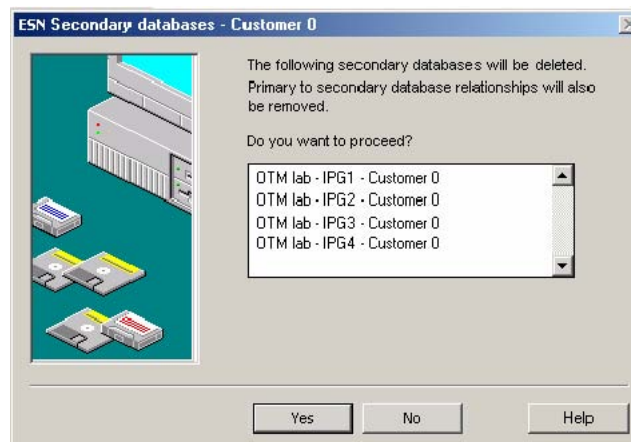 ESN Secondary databases - Customer 0
The following secondary databases will be deleted.
Primary to secondary database relationships will also
be removed.
Do you want to proceed?
OTM lab - IPG1 - Customer 0
OTM lab - IPG2 - Customer 0
OTM lab - IPG3 - Customer 0
OTM lab - IPG4 - Customer 0
Yes
No
Help